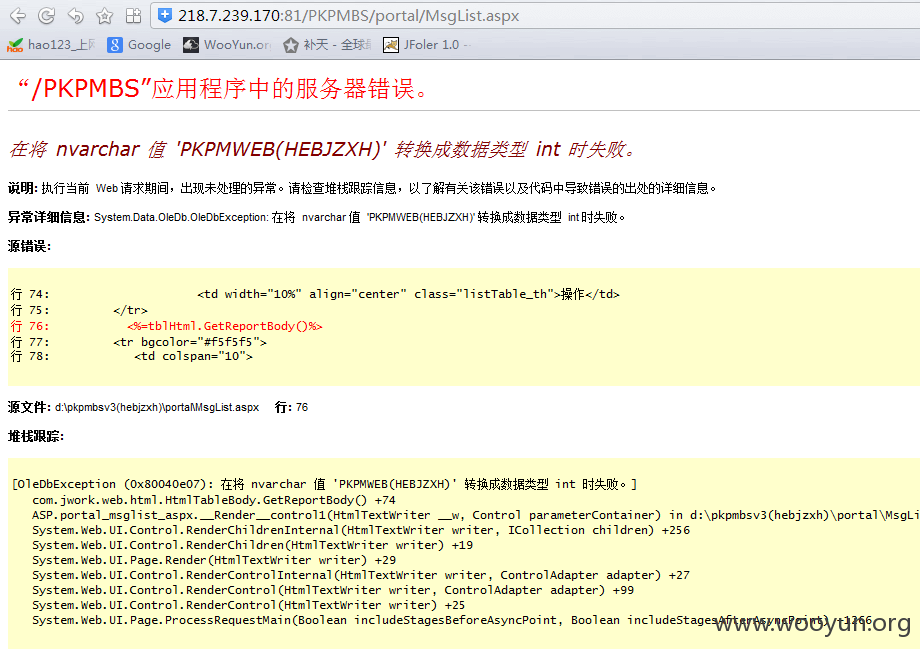 218.7.239.170:81/PKPMBS/portal/MsgList.aspx
hao123_上网 Google WooYun.org 补天 - 全球最 JFoler 1.0 --
“/PKPMBS”应用程序中的服务器错误。
在将 nvarchar 值 'PKPMWEB(HEBJZXH)' 转换成数据类型 int 时失败。
说明: 执行当前 Web 请求期间，出现未处理的异常。请检查堆栈跟踪信息，以了解有关该错误以及代码中导致错误的出处的详细信息。
异常详细信息: System.Data.OleDb.OleDbException: 在将 nvarchar 值 'PKPMWEB(HEBJZXH)' 转换成数据类型 int 时失败。
源错误:
行 74: <td width="10%" align="center" class="listTable_th">操作</td>
行 75: </tr>
行 76: <%=tblHtml.GetReportBody()%>
行 77: <tr bgcolor="#f5f5f5">
行 78: <td colspan="10">
源文件: d:\pkpmbsv3(hebjzxh)\portal\MsgList.aspx 行: 76
堆栈跟踪:
[OleDbException (0x80040e07): 在将 nvarchar 值 'PKPMWEB(HEBJZXH)' 转换成数据类型 int 时失败。]
com.jwork.web.html.HtmlTableBody.GetReportBody() +74
ASP.portal_msglist_aspx.__Render__control1(HtmlTextWriter __w, Control parameterContainer) in d:\pkpmbsv3(hebjzxh)\portal\MsgLi
System.Web.UI.Control.RenderChildrenInternal(HtmlTextWriter writer, ICollection children) +256
System.Web.UI.Control.RenderChildren(HtmlTextWriter writer) +19
System.Web.UI.Page.Render(HtmlTextWriter writer) +29
System.Web.UI.Control.RenderControlInternal(HtmlTextWriter writer, ControlAdapter adapter) +27
System.Web.UI.Control.RenderControl(HtmlTextWriter writer, ControlAdapter adapter) +99
System.Web.UI.Control.RenderControl(HtmlTextWriter writer) +25
System.Web.UI.Page.ProcessRequestMain(Boolean includeStagesBeforeAsyncPoint, Boolean includeStagesAfterAsyncPoint) +1266
www.wooyun.org